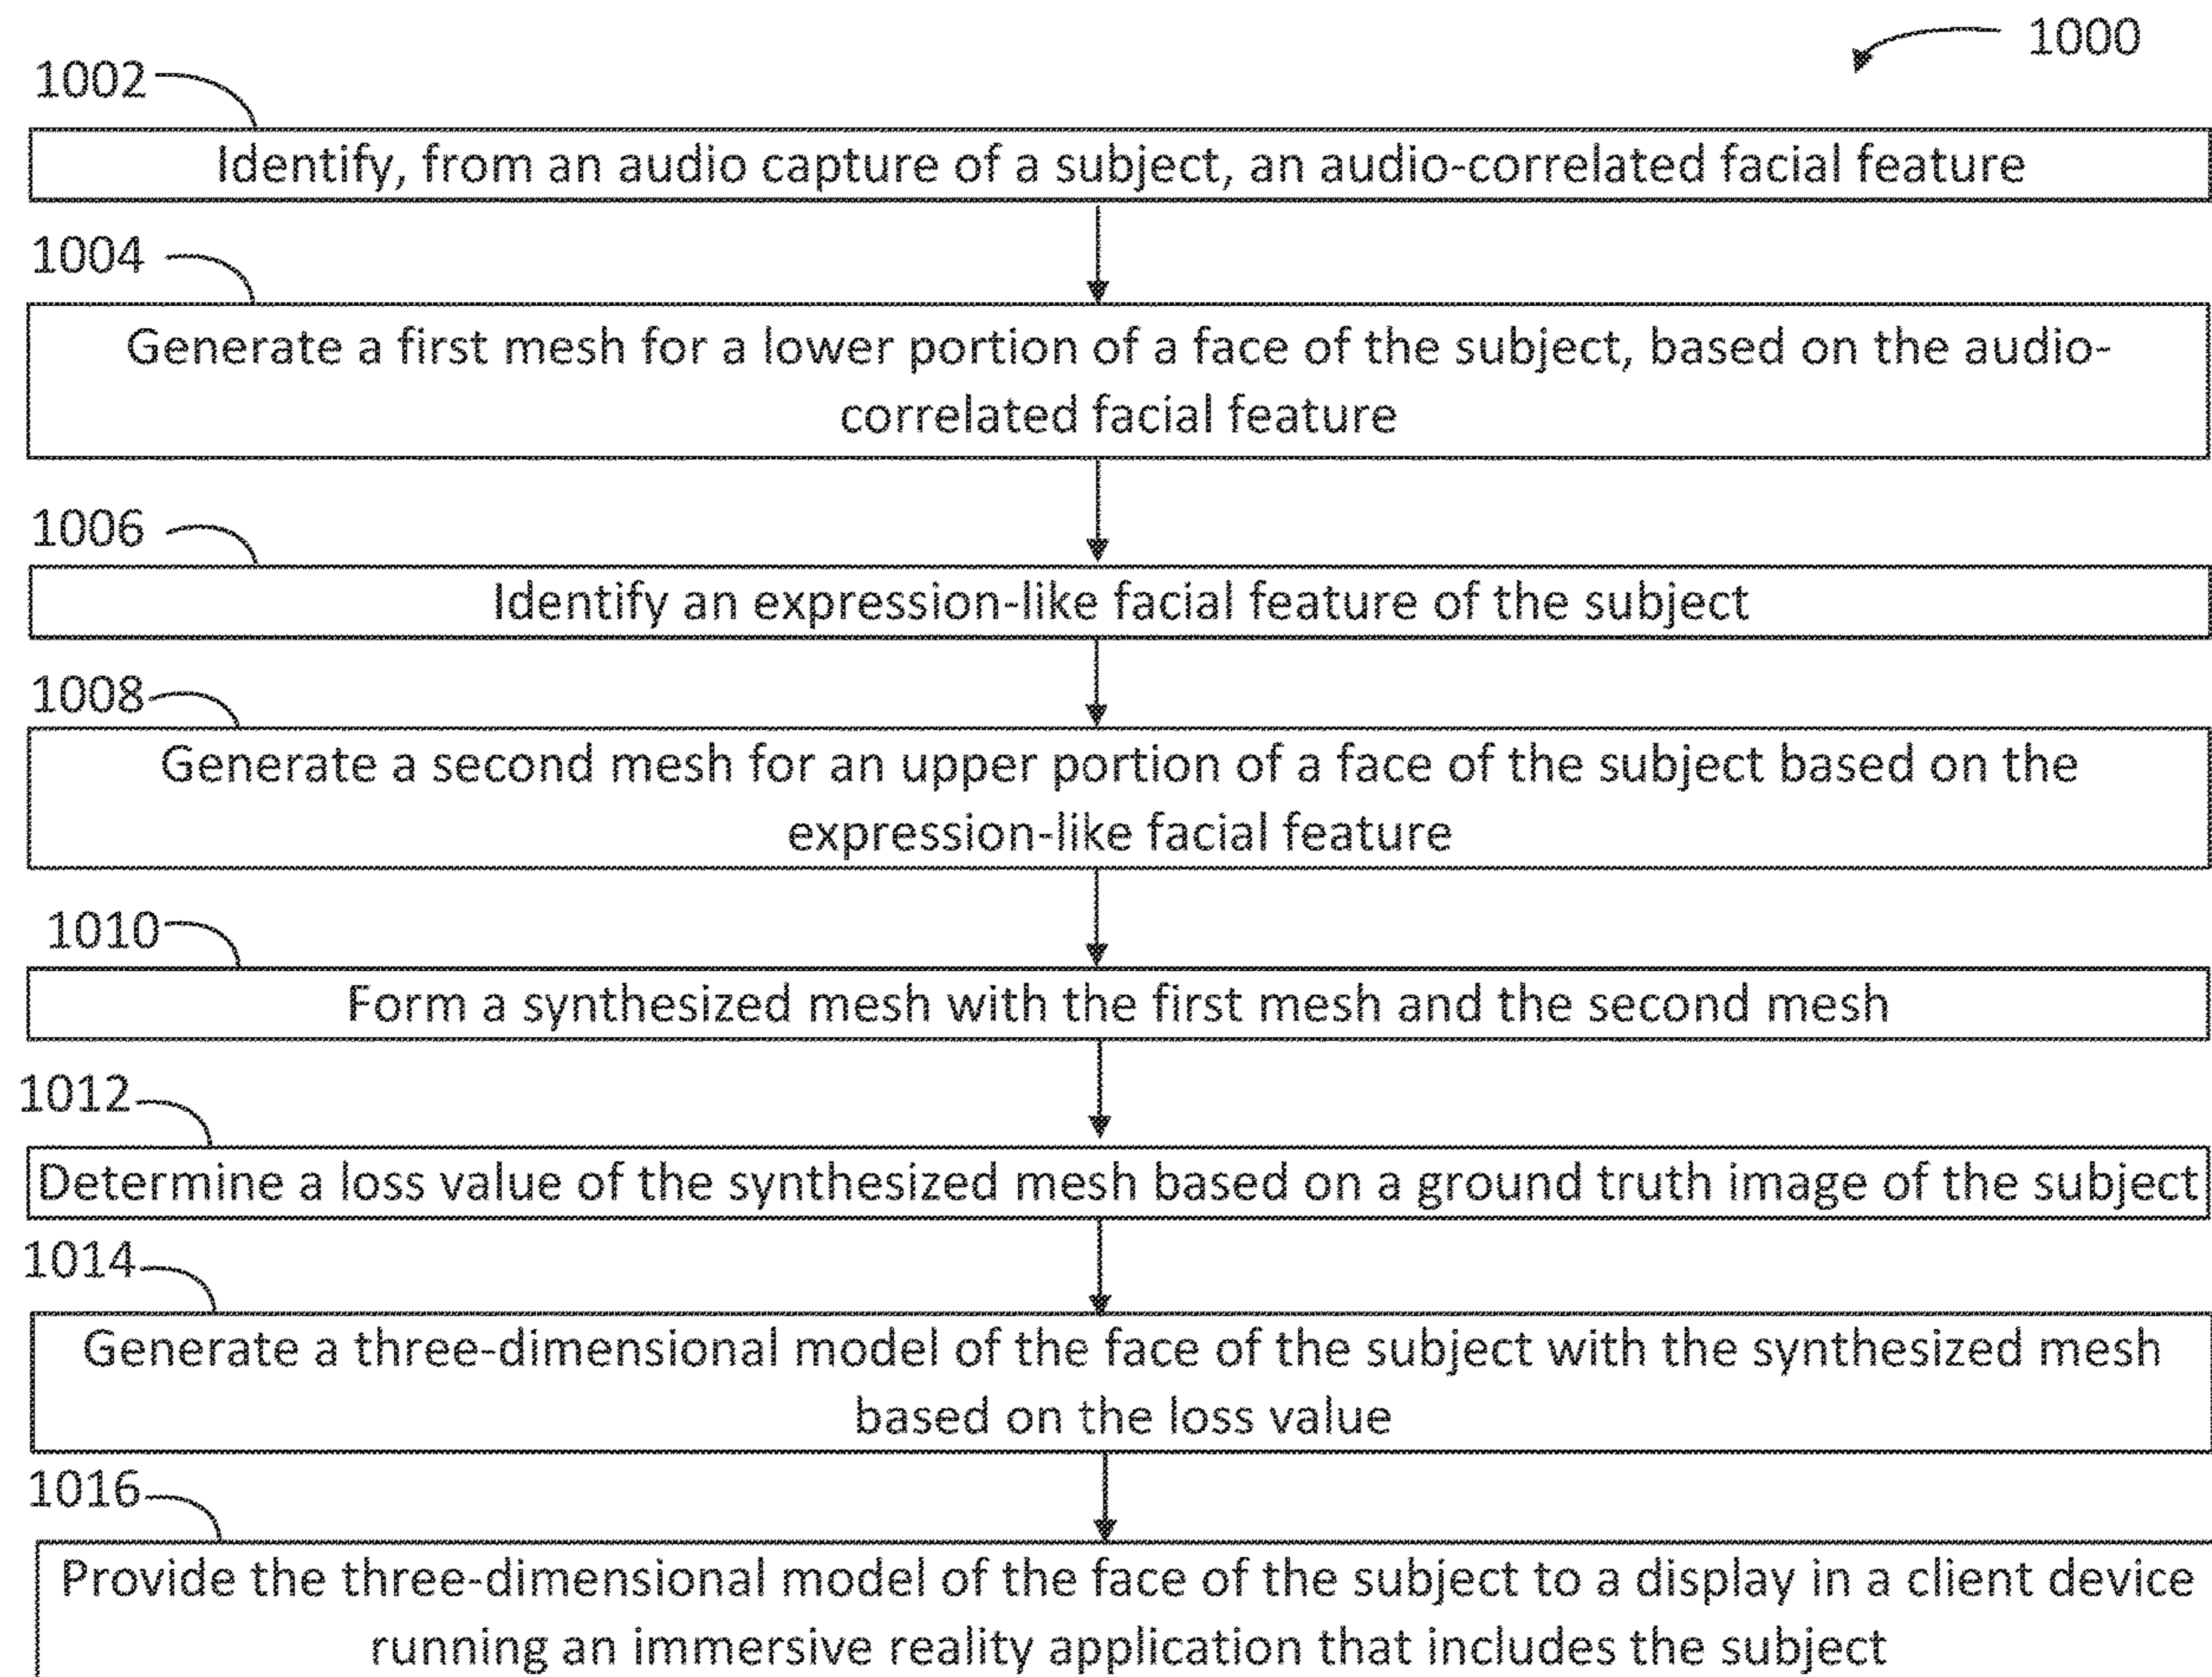 1000
1002
Identify, from an audio capture of a subject, an audio-correlated facial feature
1004
Generate a first mesh for a lower portion of a face of the subject, based on the audio-
correlated facial feature
1006
Identify an expression-like facial feature of the subject
1008
Generate a second mesh for an upper portion of a face of the subject based on the
expression-like facial feature
1010
Form a synthesized mesh with the first mesh and the second mesh
1012
Determine a loss value of the synthesized mesh based on a ground truth image of the subject
1014
Generate a three-dimensional model of the face of the subject with the synthesized mesh
based on the loss value
1016
Provide the three-dimensional model of the face of the subject to a display in a client device
running an immersive reality application that includes the subject